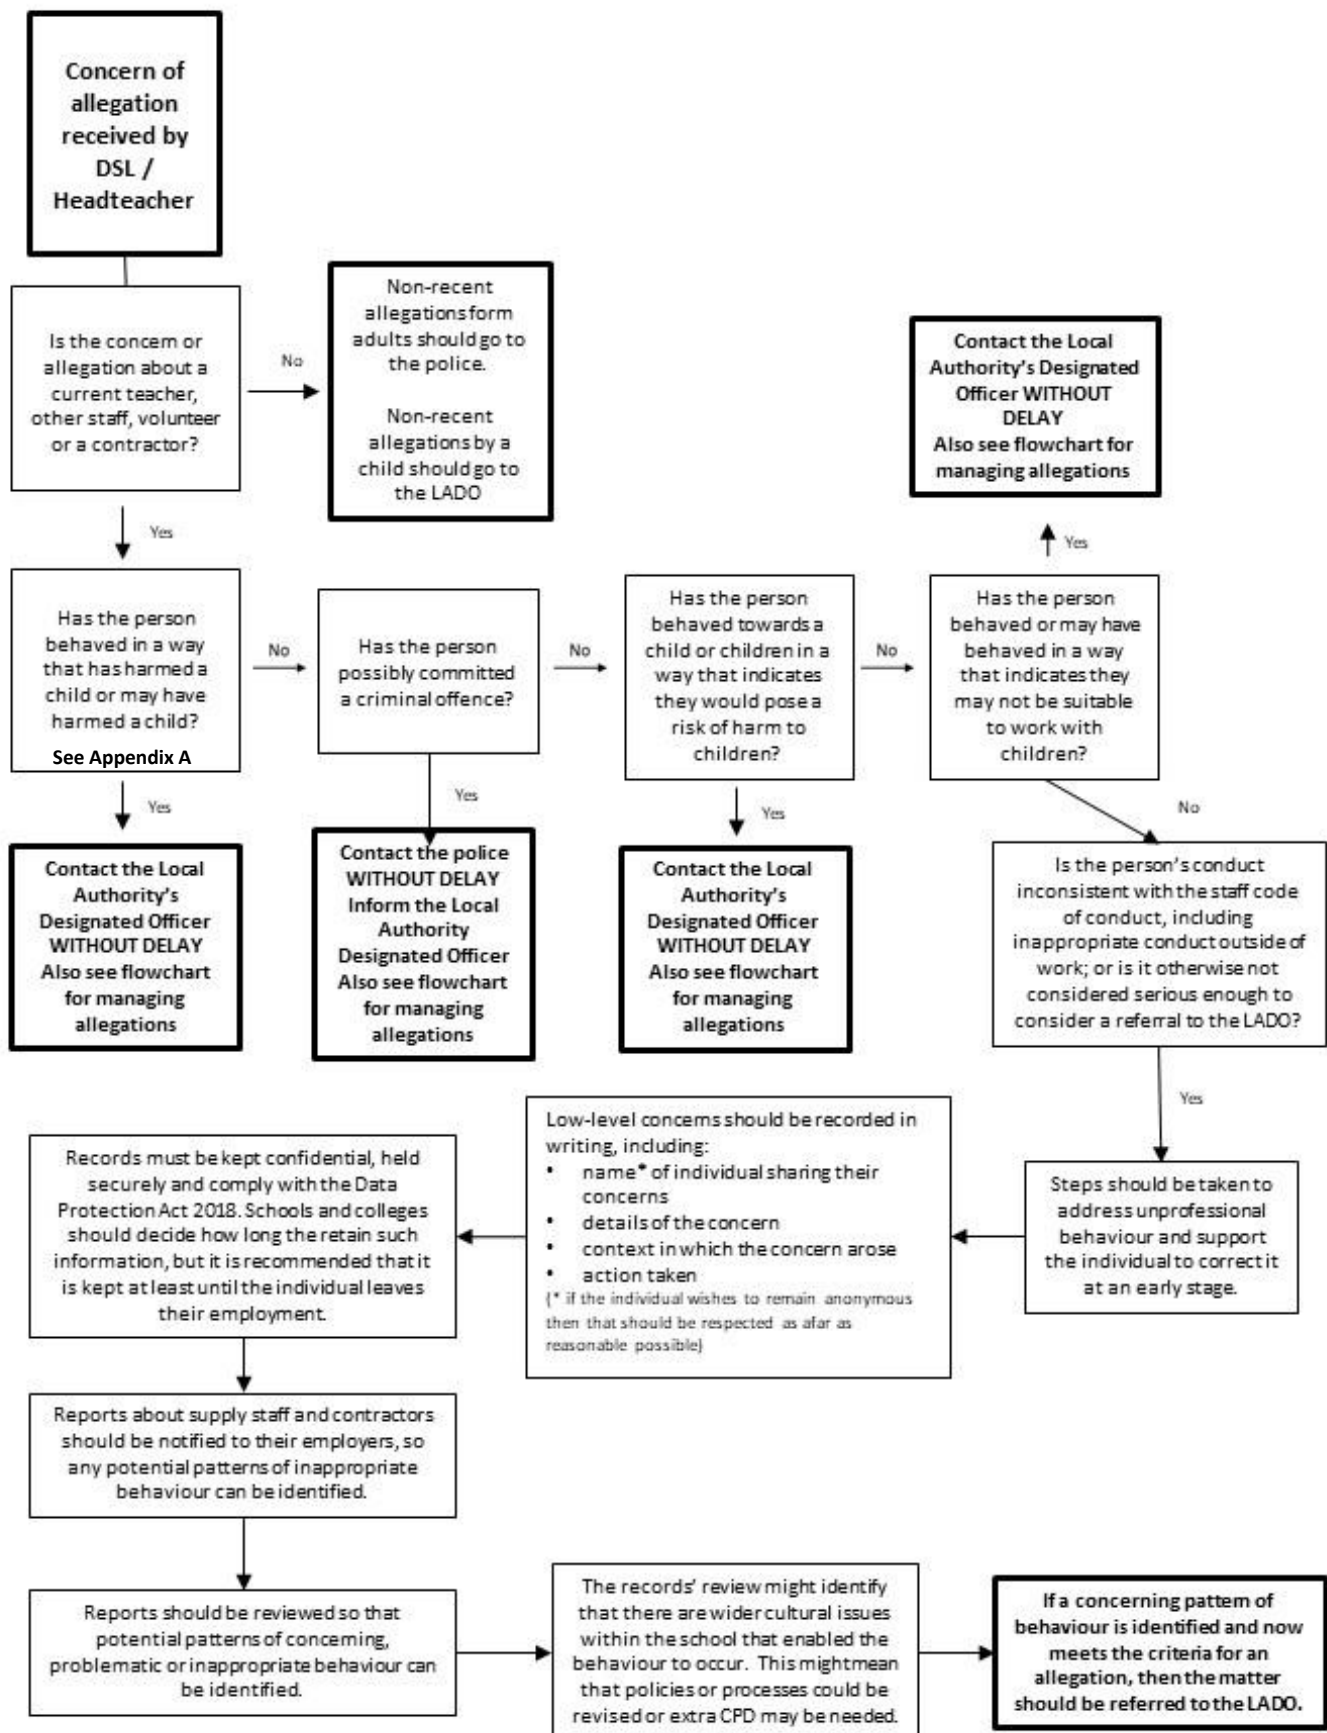 Concern of
allegation
received by
DSL /
Headteacher
Is the concern or
allegation about a
current teacher,
other staff, volunteer
or a contractor?
No
Non-recent
allegations form
adults should go to
the police.
Non-recent
allegations by a
child should go to
the LADO
Contact the Local
Authority's Designated
Officer WITHOUT
DELAY
Also see flowchart for
managing allegations
Yes
Yes
Has the person
behaved in a way
that has harmed a
child or may have
harmed a child?
See Appendix A
No
Has the person
possibly committed
a criminal offence?
No
Has the person
behaved towards a
child or children in a
way that indicates
they would pose a
risk of harm to
children?
No
Has the person
behaved or may have
behaved in a way
that indicates they
may not be suitable
to work with
children?
Yes
Yes
Yes
No
Contact the Local
Authority's
Designated Officer
WITHOUT DELAY
Also see flowchart
for managing
allegations
Contact the police
WITHOUT DELAY
Inform the Local
Authority
Designated Officer
Also see flowchart
for managing
allegations
Contact the Local
Authority's
Designated Officer
WITHOUT DELAY
Also see flowchart
for managing
allegations
Is the person's conduct
inconsistent with the staff code
of conduct, including
inappropriate conduct outside of
work; or is it otherwise not
considered serious enough to
consider a referral to the LADO?
Yes
Steps should be taken to
address unprofessional
behaviour and support
the individual to correct it
at an early stage.
Low-level concerns should be recorded in
writing, including:
• name* of individual sharing their
concerns
• details of the concern
• context in which the concern arose
• action taken
(* if the individual wishes to remain anonymous
then that should be respected as afar as
reasonable possible)
Records must be kept confidential, held
securely and comply with the Data
Protection Act 2018. Schools and colleges
should decide how long the retain such
information, but it is recommended that it
is kept at least until the individual leaves
their employment.
Reports about supply staff and contractors
should be notified to their employers, so
any potential patterns of inappropriate
behaviour can be identified.
Reports should be reviewed so that
potential patterns of concerning,
problematic or inappropriate behaviour can
be identified.
The records' review might identify
that there are wider cultural issues
within the school that enabled the
behaviour to occur. This might mean
that policies or processes could be
revised or extra CPD may be needed.
If a concerning pattern of
behaviour is identified and now
meets the criteria for an
allegation, then the matter
should be referred to the LADO.